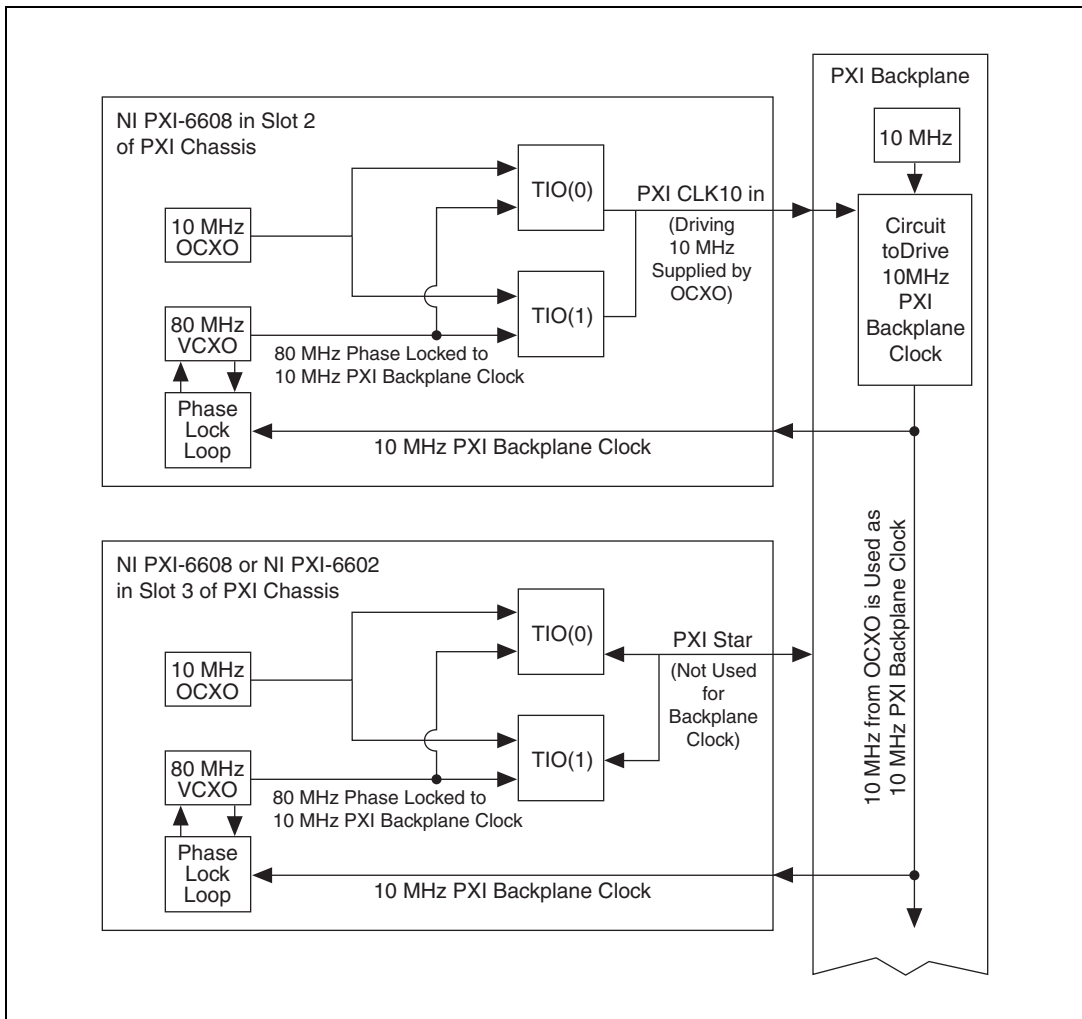 PXI Backplane
10 MHz
Circuit
toDrive
10MHz
PXI
Backplane
Clock
NI PXI-6608 in Slot 2
of PXI Chassis
10 MHz
OCXO
80 MHz
VCXO
Phase
Lock
Loop
TIO(0)
TIO(1)
PXI CLK10 in
(Driving
10 MHz
Supplied by
OCXO)
80 MHz Phase Locked to
10 MHz PXI Backplane Clock
10 MHz PXI Backplane Clock
NI PXI-6608 or NI PXI-6602
in Slot 3 of PXI Chassis
10 MHz
OCXO
80 MHz
VCXO
Phase
Lock
Loop
TIO(0)
TIO(1)
PXI Star
(Not Used
for
Backplane
Clock)
80 MHz Phase Locked to
10 MHz PXI Backplane Clock
10 MHz PXI Backplane Clock
10 MHz from OCXO is Used as
10 MHz PXI Backplane Clock